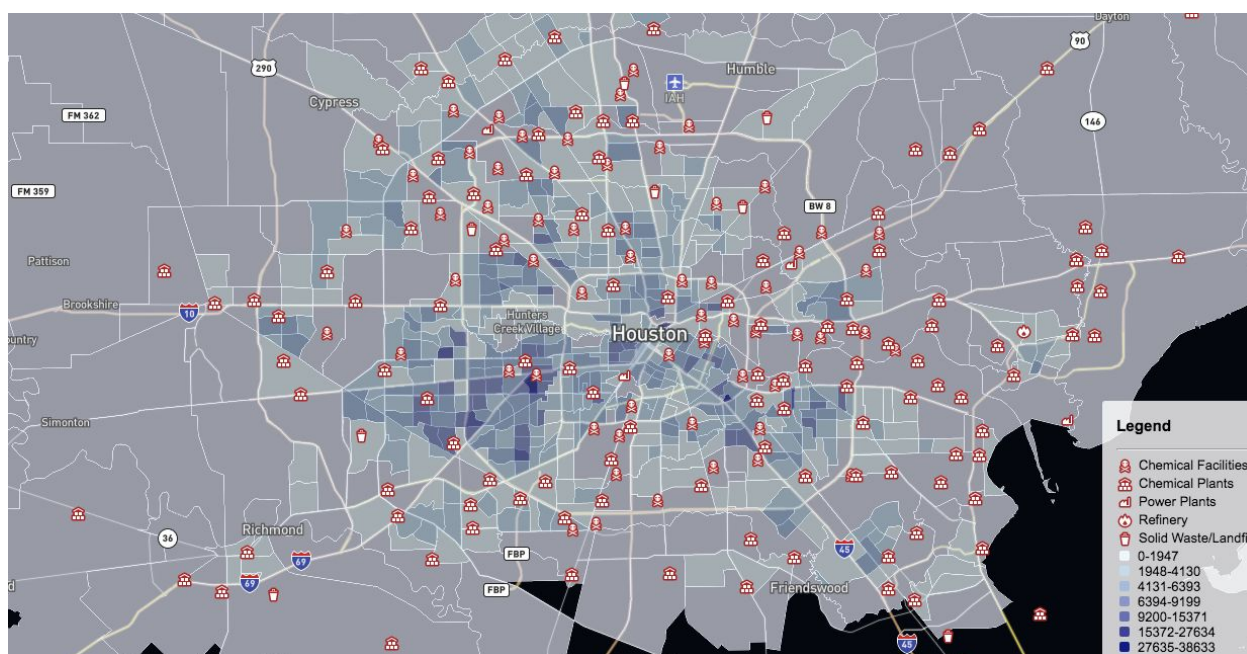 Dayton
90
290
Humble
IAH
Cypress
FM 362
146
FM 359
BW 8
Pattison
Brookshire
10
Hunters
Creek Village
Houston
ountry
Simonton
Legend
Chemical Facilities
Chemical Plants
Power Plants
Refinery
Solid Waste/Landfi
0-1947
1948-4130
4131-6393
6394-9199
9200-15371
15372-27634
27635-38633
36
Richmond
69
69
FBP
FBP
45
Friendswood
45
d